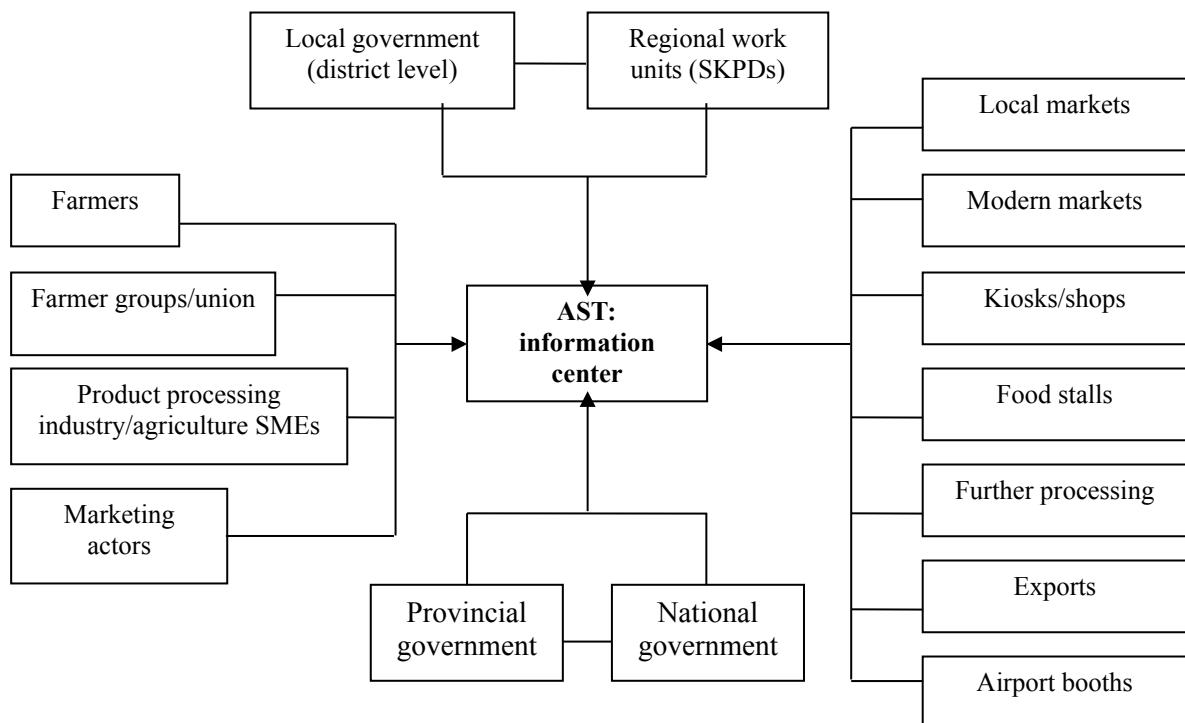 Local government
(district level)
Regional work
units (SKPDs)
Local markets
Modern markets
Kiosks/shops
Food stalls
Further processing
Exports
Airport booths
Farmers
Farmer groups/union
Product processing
industry/agriculture SMEs
Marketing
actors
AST:
information
center
Provincial
government
National
government